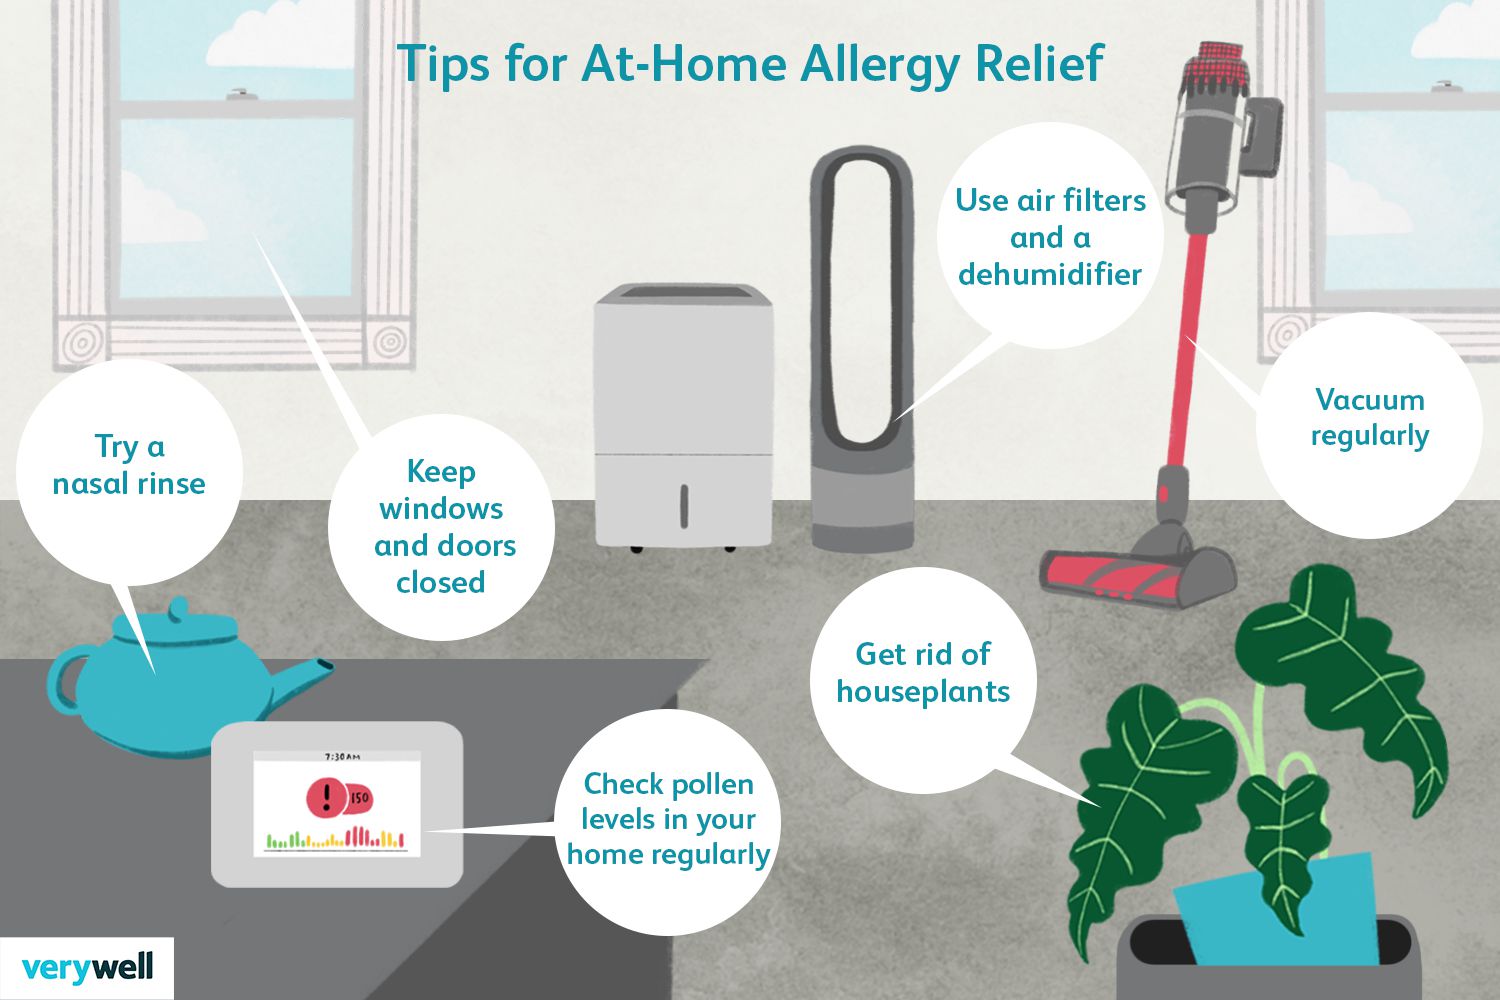 Tips for At-Home Allergy Relief
Use air filters
and a
dehumidifier
Vacuum
regularly
Try a
nasal rinse
Keep
windows
and doors
closed
Get rid of
houseplants
Check pollen
levels in your
home regularly
7:30 AM
! 150
verywell